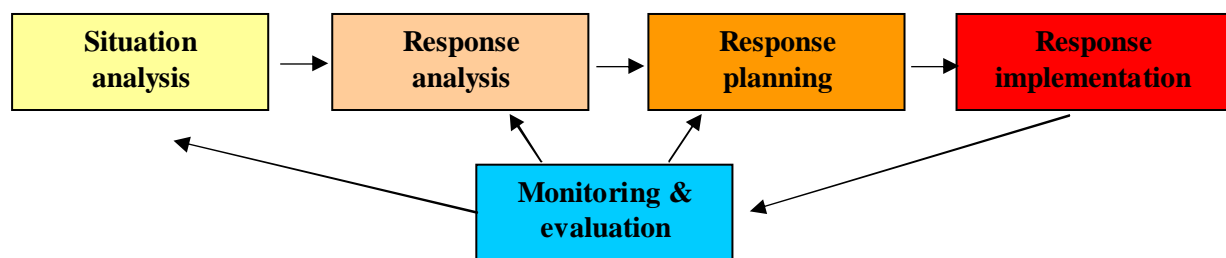 Situation
analysis
Response
analysis
Response
planning
Response
implementation
Monitoring &
evaluation